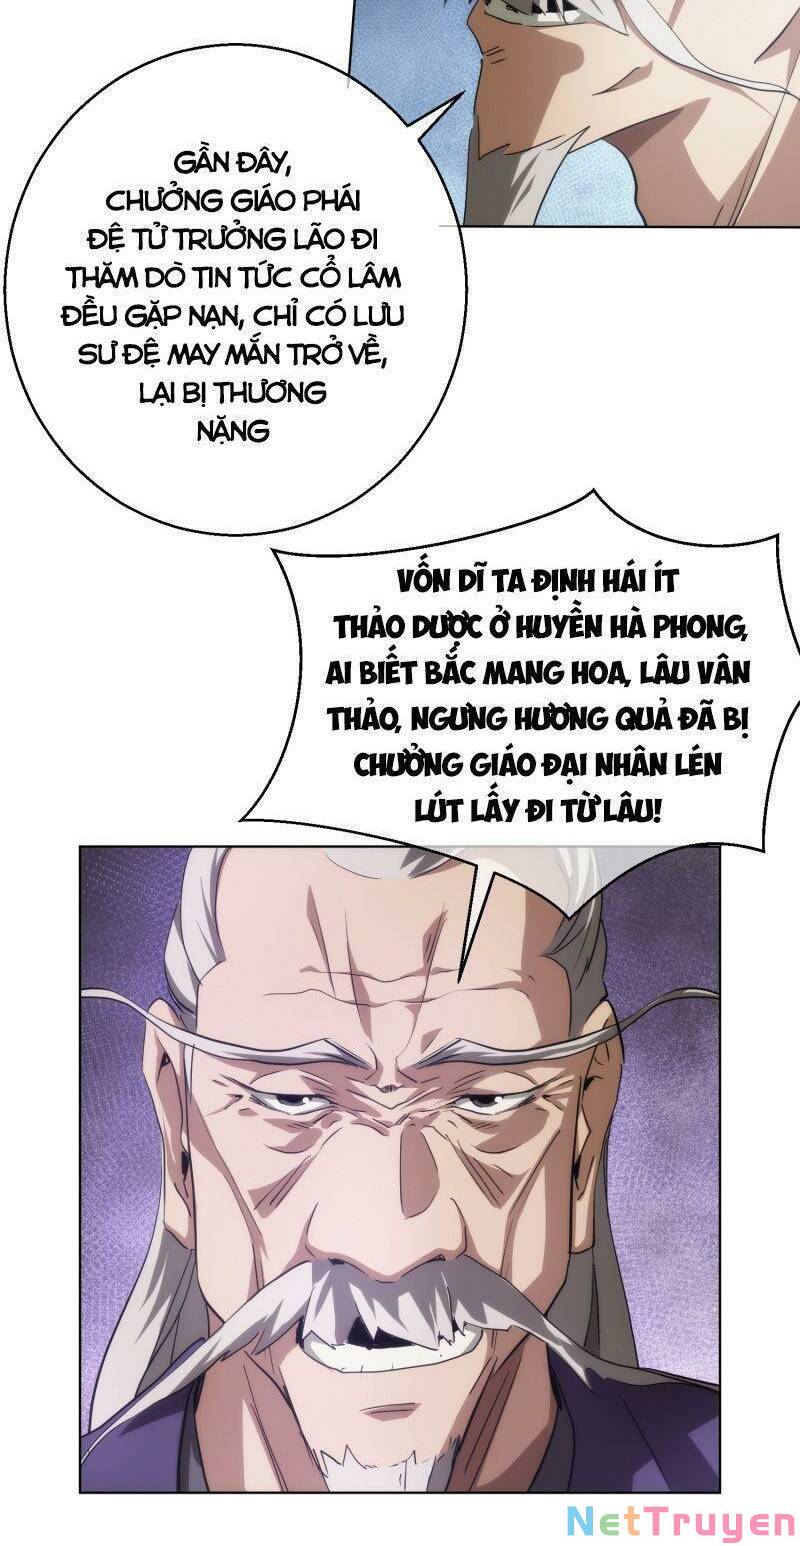 GẦN ĐÂY,
CHƯỞNG GIÁO PHÁI
ĐỆ TỬ TRƯỞNG LÃO ĐI
THĂM DÒ TIN TỨC CỔ LÂM
ĐỀU GẶP NẠN, CHỈ CÓ LƯU
SƯ ĐỆ MAY MẮN TRỞ VỀ,
LẠI BỊ THƯƠNG
NẶNG
VỐN DĨ TA ĐỊNH HÁI ÍT
THẢO DƯỢC Ở HUYỀN HÀ PHONG,
AI BIẾT BẮC MANG HOA, LÂU VÂN
THẢO, NGƯNG HƯƠNG QUẢ ĐÃ BỊ
CHƯỞNG GIÁO ĐẠI NHÂN LÉN
LÚT LẤY ĐI TỪ LÂU!
NetTruyen